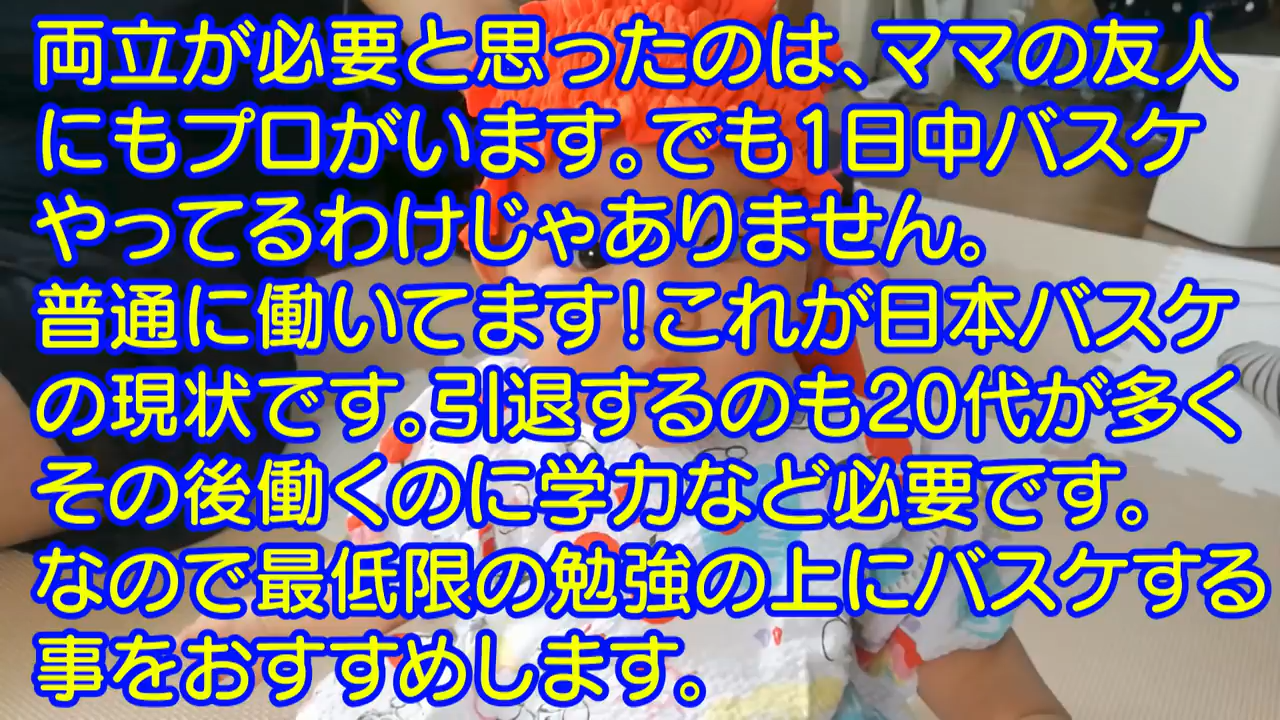 両立が必要と思ったのは、ママの友人
にもプロがいます。でも1日中バスケ
やってるわけじゃありません。
普通に働いてます!これが日本バスケ
の現状です。引退するのも20代が多く
その後働くのに学力など必要です。
なので最低限の勉強の上にバスケする
事をおすすめします。